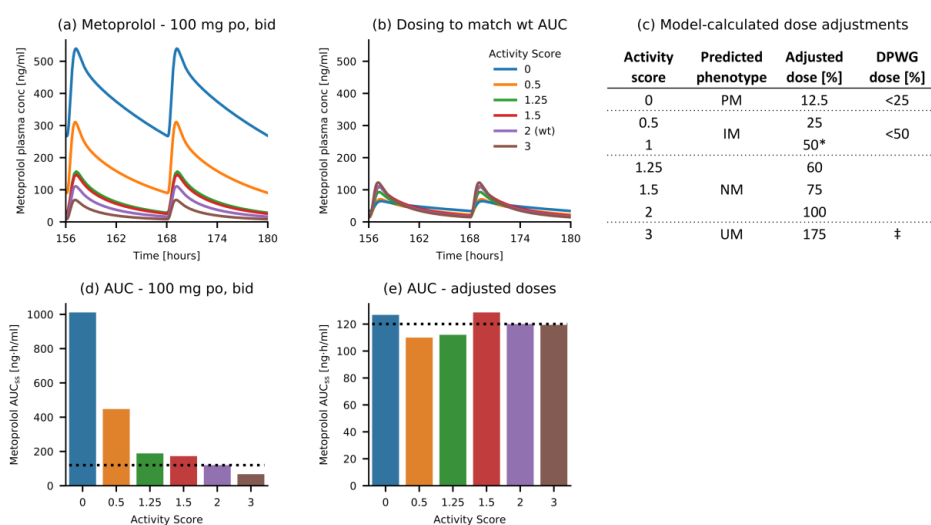 (a) Metoprolol - 100 mg po, bid
Metoprolol plasma conc [ng/ml]
500
400
300
200
100
0
156
162
168
174
180
Time [hours]
(b) Dosing to match wt AUC
Metoprolol plasma conc [ng/ml]
500
400
300
200
100
0
156
162
168
174
180
Time [hours]
Activity Score
0
0.5
1.25
1.5
2 (wt)
3
(c) Model-calculated dose adjustments
Activity score Predicted phenotype Adjusted dose [%] DPWG dose [%]
0 PM 12.5 <25
0.5 25
IM <50
1 50*
1.25 60
1.5 NM 75
2 100
3 UM 175 ‡
(d) AUC - 100 mg po, bid
Metoprolol AUCss [ng·h/ml]
1000
800
600
400
200
0
0 0.5 1.25 1.5 2 3
Activity Score
(e) AUC - adjusted doses
Metoprolol AUCss [ng·h/ml]
120
100
80
60
40
20
0
0 0.5 1.25 1.5 2 3
Activity Score